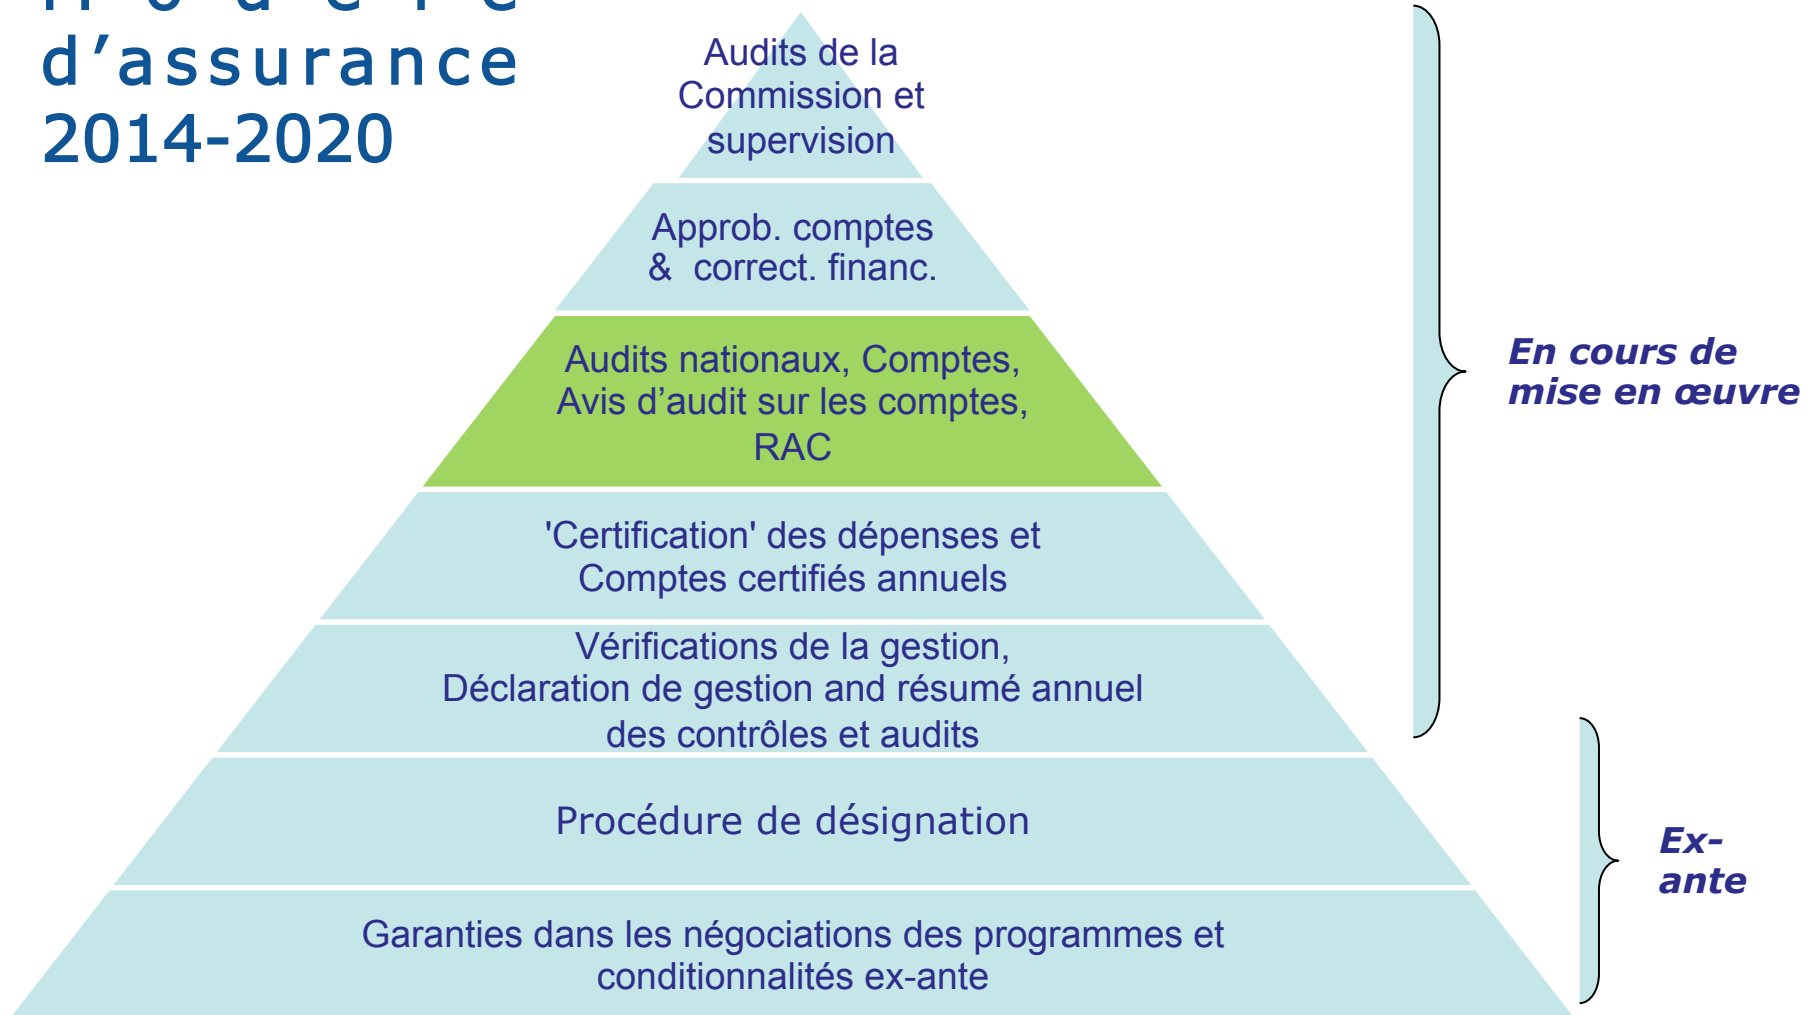 d’assurance
2014-2020
Audits de la
Commission et
supervision
Approb. comptes
& correct. financ.
Audits nationaux, Comptes,
Avis d’audit sur les comptes,
RAC
'Certification' des dépenses et
Comptes certifiés annuels
Vérifications de la gestion,
Déclaration de gestion and résumé annuel
des contrôles et audits
Procédure de désignation
Garanties dans les négociations des programmes et
conditionnalités ex-ante
En cours de
mise en œuvre
Ex-
ante